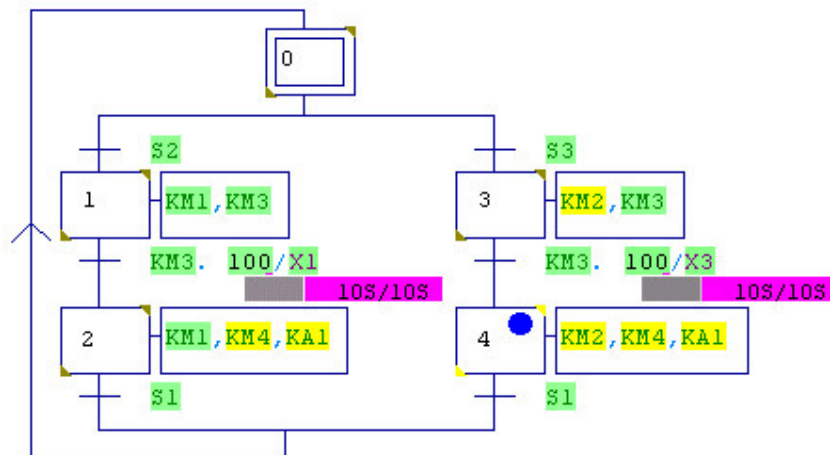 0
S2 S3
1 KM1,KM3 3 KM2,KM3
KM3. 100/X1 KM3. 100/X3
10S/10S 10S/10S
2 KM1,KM4,KA1 4 KM2,KM4,KA1
S1 S1